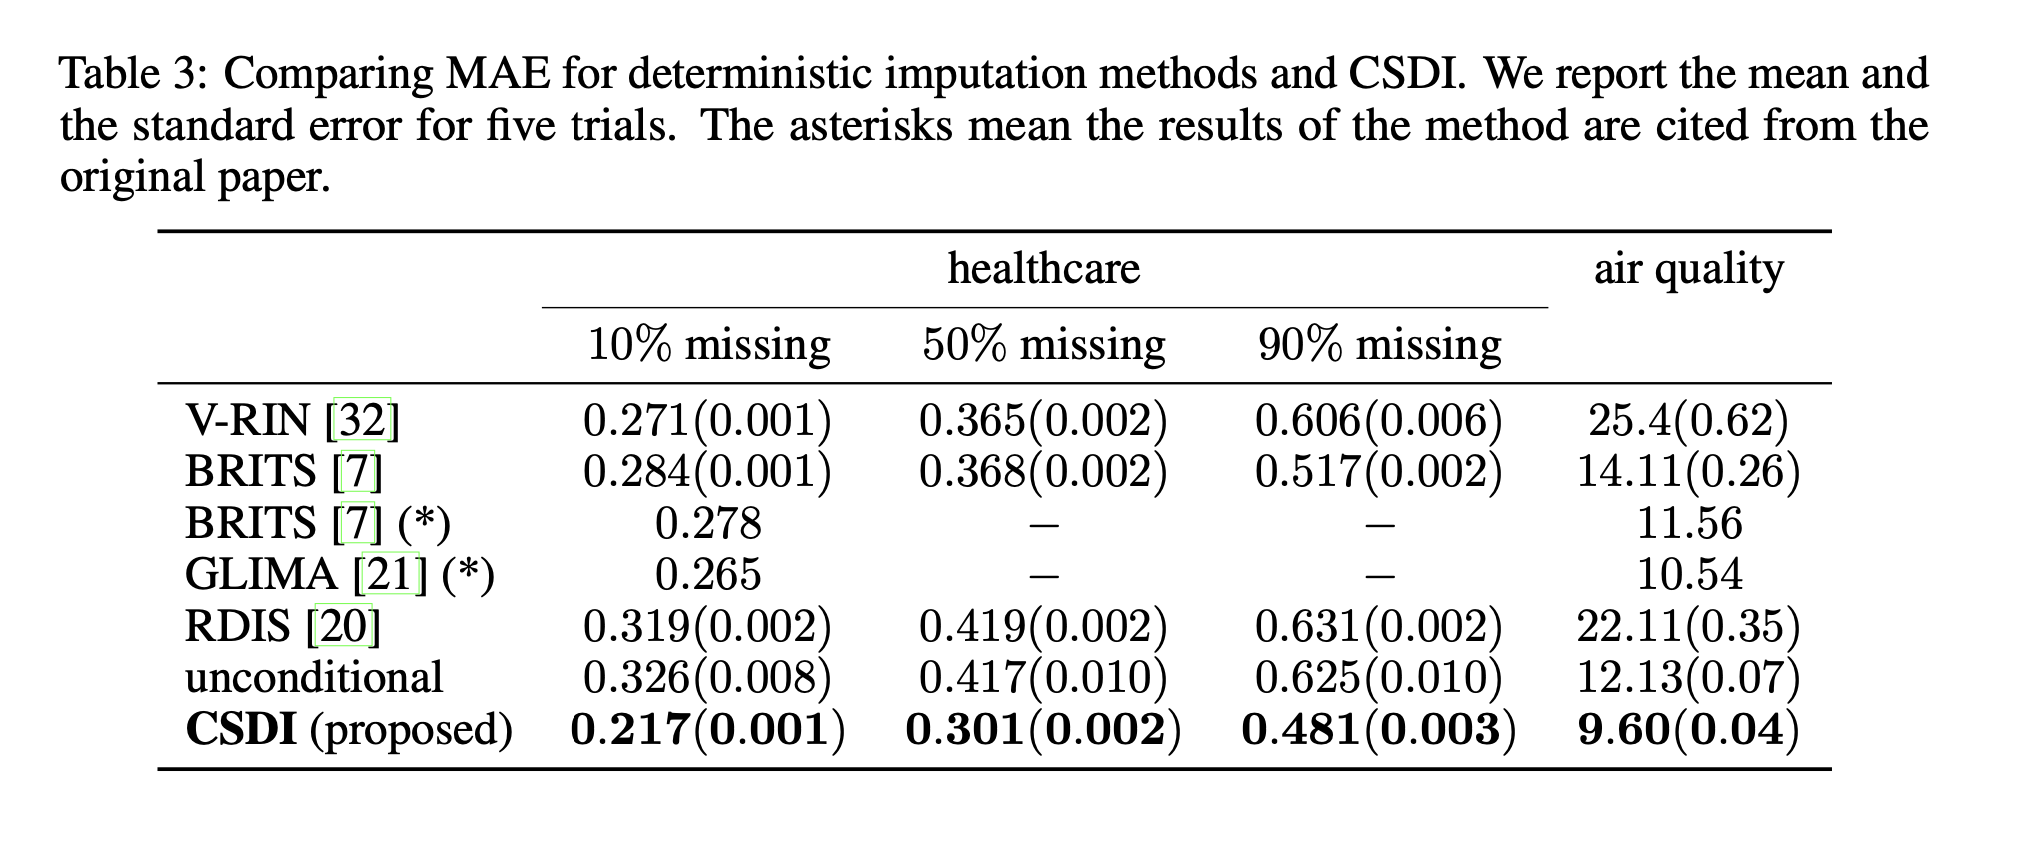 Table 3: Comparing MAE for deterministic imputation methods and CSDI. We report the mean and
the standard error for five trials. The asterisks mean the results of the method are cited from the
original paper.
healthcare air quality
10% missing 50% missing 90% missing
V-RIN [32] 0.271(0.001) 0.365(0.002) 0.606(0.006) 25.4(0.62)
BRITS [7] 0.284(0.001) 0.368(0.002) 0.517(0.002) 14.11(0.26)
BRITS [7] (*) 0.278 − − 11.56
GLIMA [21] (*) 0.265 − − 10.54
RDIS [20] 0.319(0.002) 0.419(0.002) 0.631(0.002) 22.11(0.35)
unconditional 0.326(0.008) 0.417(0.010) 0.625(0.010) 12.13(0.07)
CSDI (proposed) 0.217(0.001) 0.301(0.002) 0.481(0.003) 9.60(0.04)